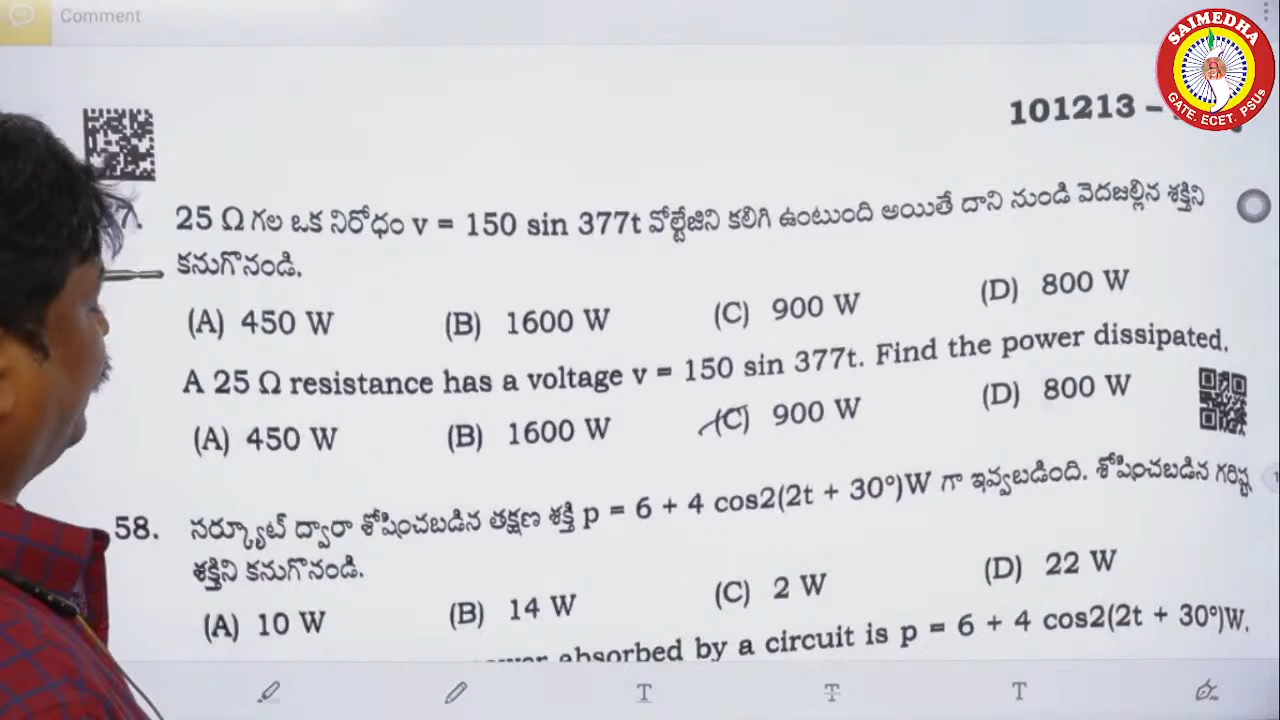 Comment
SAIMEDHA
GATE. ECET. PSUs
101213 –
7. 25 Ω గల ఒక నిరోధం v = 150 sin 377t వోల్టేజిని కలిగి ఉంటుంది అయితే దాని నుండి వెదజల్లిన శక్తిని
కనుగొనండి.
(A) 450 W (B) 1600 W (C) 900 W (D) 800 W
A 25 Ω resistance has a voltage v = 150 sin 377t. Find the power dissipated.
(A) 450 W (B) 1600 W (C) 900 W (D) 800 W
58. సర్క్యూట్ ద్వారా శోషించబడిన తక్షణ శక్తి p = 6 + 4 cos2(2t + 30°)W గా ఇవ్వబడింది. శోషించబడిన గరిష్ట
శక్తిని కనుగొనండి.
(A) 10 W (B) 14 W (C) 2 W (D) 22 W
absorbed by a circuit is p = 6 + 4 cos2(2t + 30°)W.
T T T